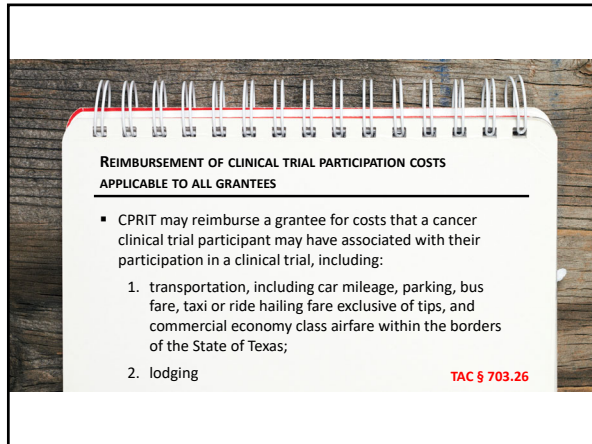 REIMBURSEMENT OF CLINICAL TRIAL PARTICIPATION COSTS
APPLICABLE TO ALL GRANTEES
▪ CPRIT may reimburse a grantee for costs that a cancer
clinical trial participant may have associated with their
participation in a clinical trial, including:
1. transportation, including car mileage, parking, bus
fare, taxi or ride hailing fare exclusive of tips, and
commercial economy class airfare within the borders
of the State of Texas;
2. lodging
TAC § 703.26